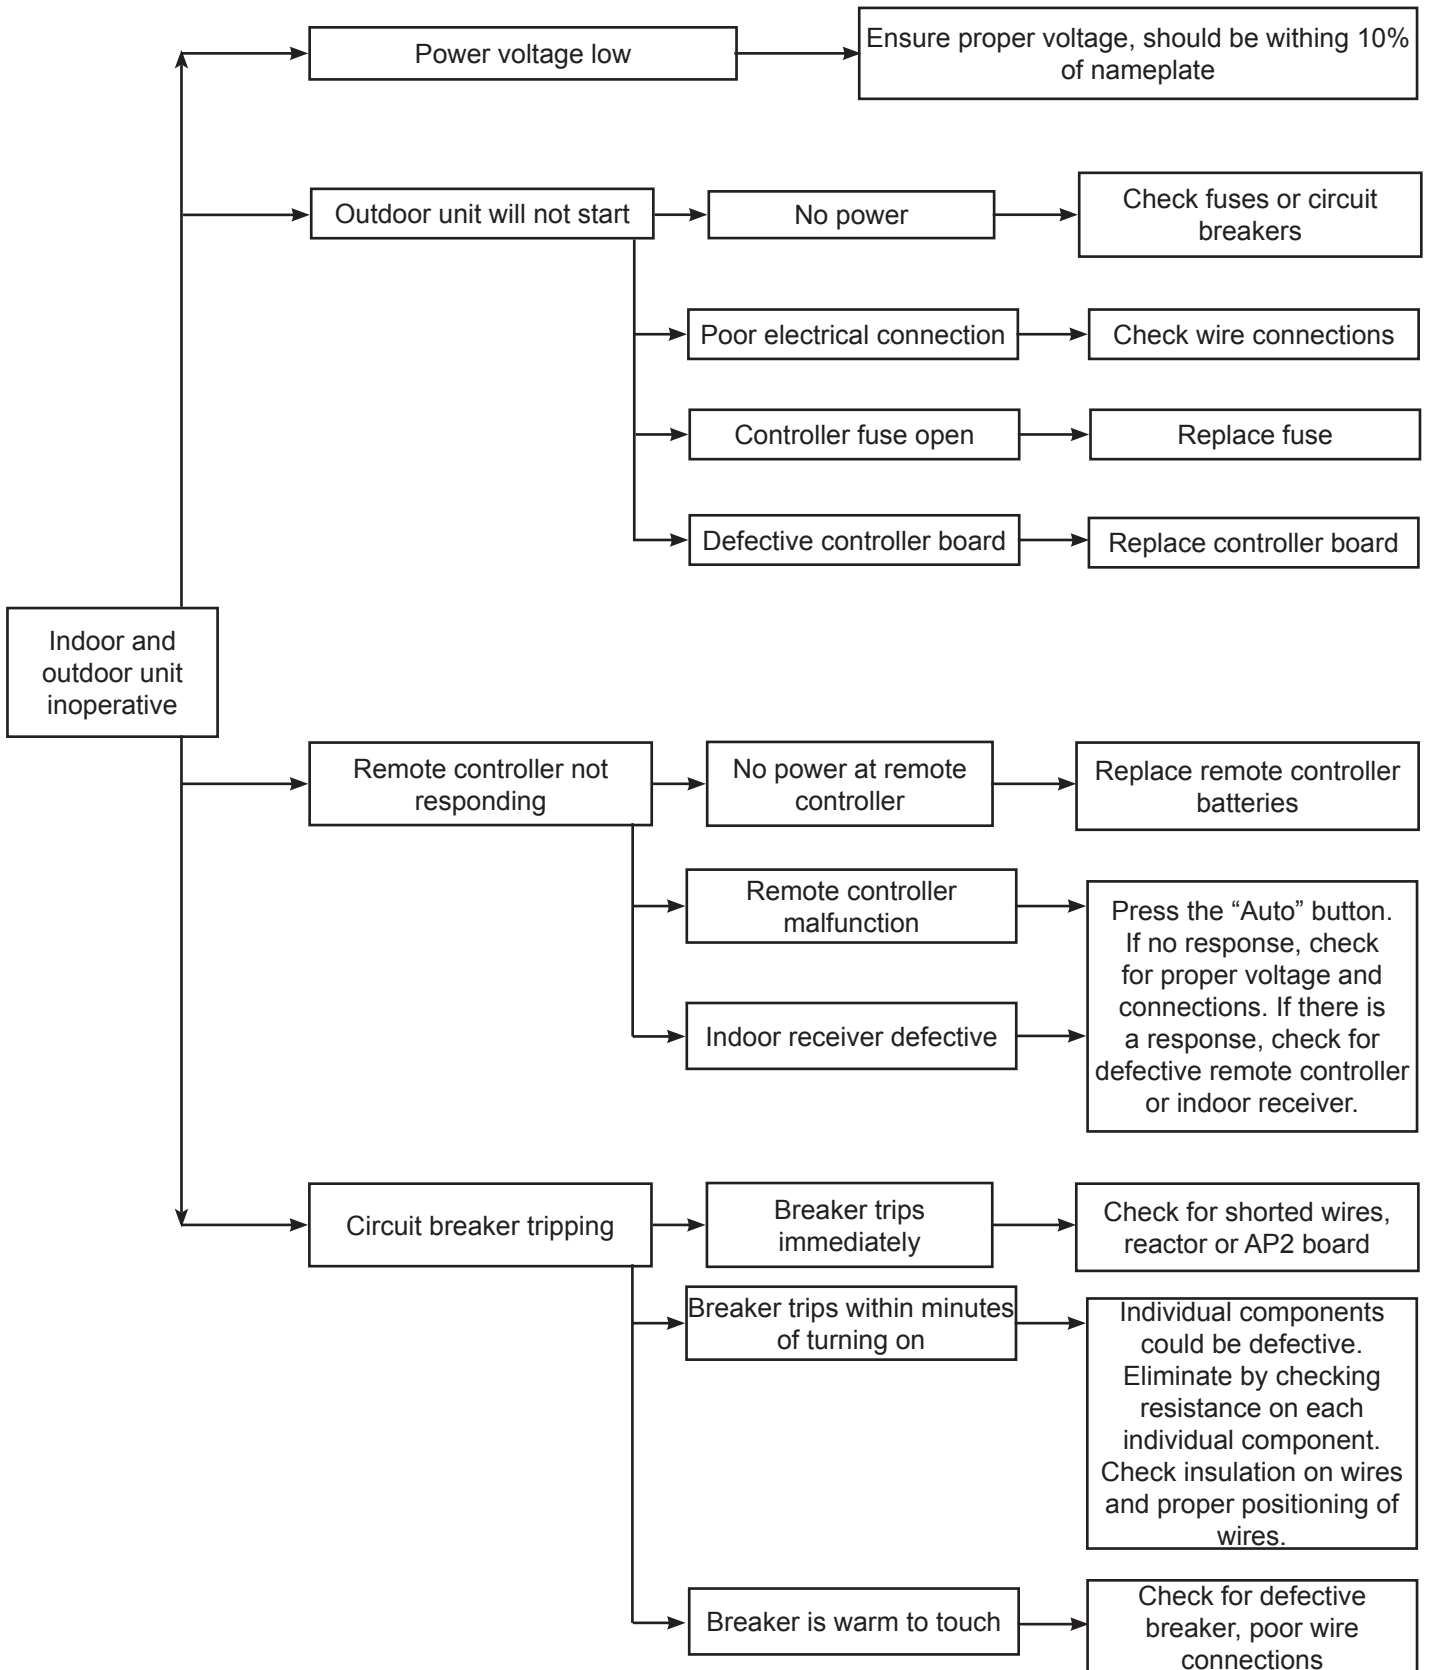 Power voltage low
Ensure proper voltage, should be withing 10%
of nameplate
Outdoor unit will not start
No power
Check fuses or circuit
breakers
Poor electrical connection
Check wire connections
Controller fuse open
Replace fuse
Defective controller board
Replace controller board
Indoor and
outdoor unit
inoperative
Remote controller not
responding
No power at remote
controller
Replace remote controller
batteries
Remote controller
malfunction
Indoor receiver defective
Press the “Auto” button.
If no response, check
for proper voltage and
connections. If there is
a response, check for
defective remote controller
or indoor receiver.
Circuit breaker tripping
Breaker trips
immediately
Check for shorted wires,
reactor or AP2 board
Breaker trips within minutes
of turning on
Individual components
could be defective.
Eliminate by checking
resistance on each
individual component.
Check insulation on wires
and proper positioning of
wires.
Breaker is warm to touch
Check for defective
breaker, poor wire
connections